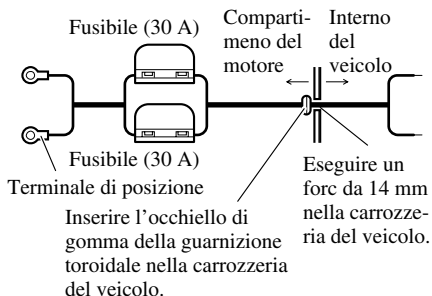 Fusibile (30 A)
Comparti-
meno del
motore
Interno
del
veicolo
Fusibile (30 A)
Terminale di posizione
Inserire l'occhiello di
gomma della guarnizione
toroidale nella carrozzeria
del veicolo.
Eseguire un
forc da 14 mm
nella carrozze-
ria del veicolo.